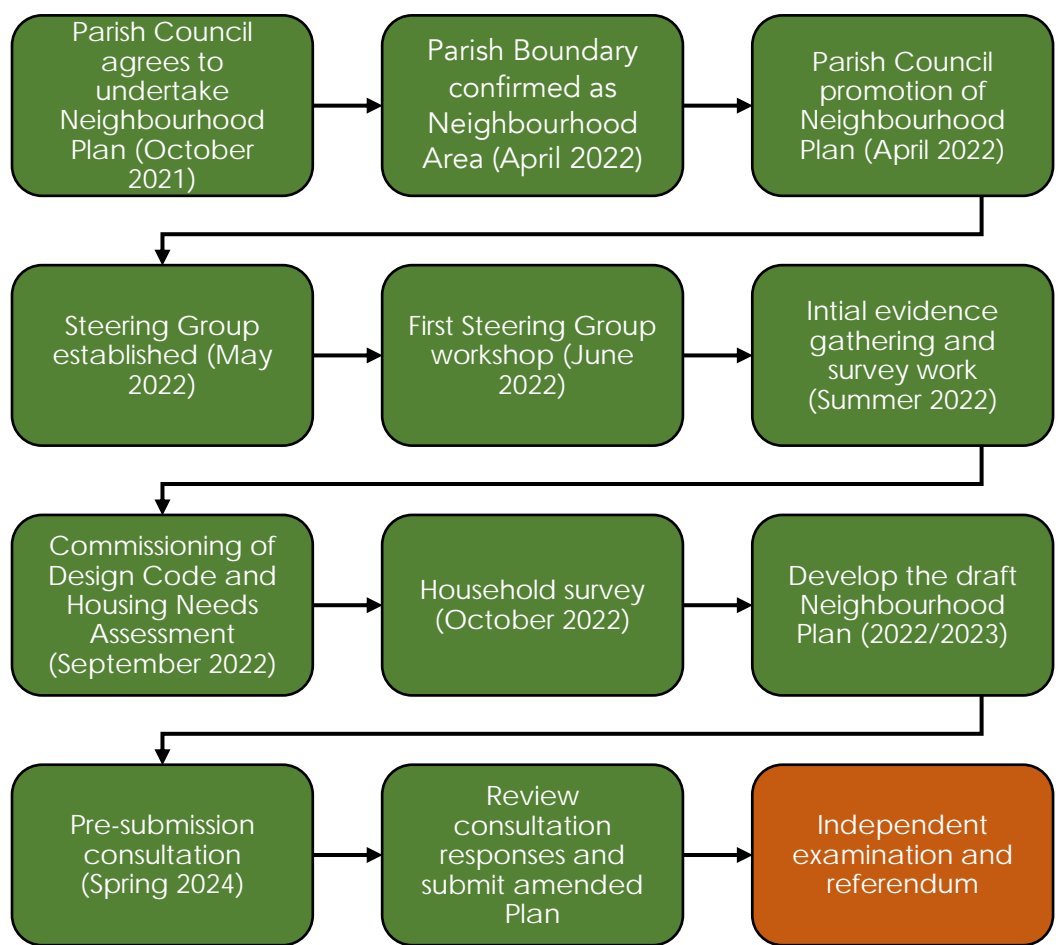 Parish Council
agrees to
undertake
Neighbourhood
Plan (October
2021)
Parish Boundary
confirmed as
Neighbourhood
Area (April 2022)
Parish Council
promotion of
Neighbourhood
Plan (April 2022)
Steering Group
established (May
2022)
First Steering Group
workshop (June
2022)
Intial evidence
gathering and
survey work
(Summer 2022)
Commissioning of
Design Code and
Housing Needs
Assessment
(September 2022)
Household survey
(October 2022)
Develop the draft
Neighbourhood
Plan (2022/2023)
Pre-submission
consultation
(Spring 2024)
Review
consultation
responses and
submit amended
Plan
Independent
examination and
referendum